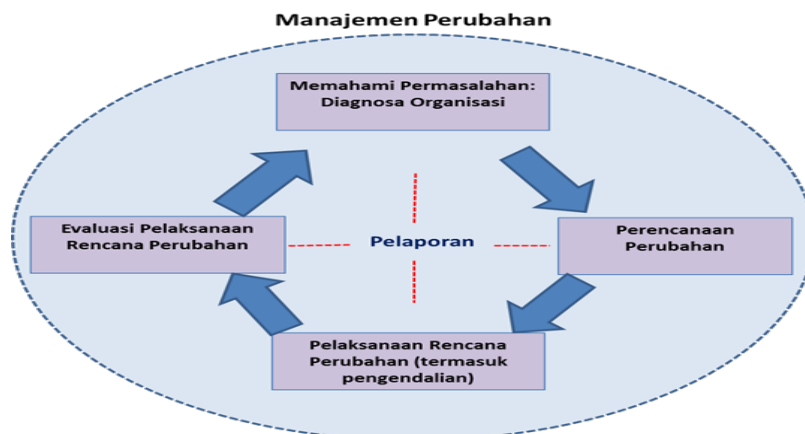 Manajemen Perubahan
Memahami Permasalahan:
Diagnosa Organisasi
Evaluasi Pelaksanaan
Rencana Perubahan
Pelaporan
Perencanaan
Perubahan
Pelaksanaan Rencana
Perubahan (termasuk
pengendalian)